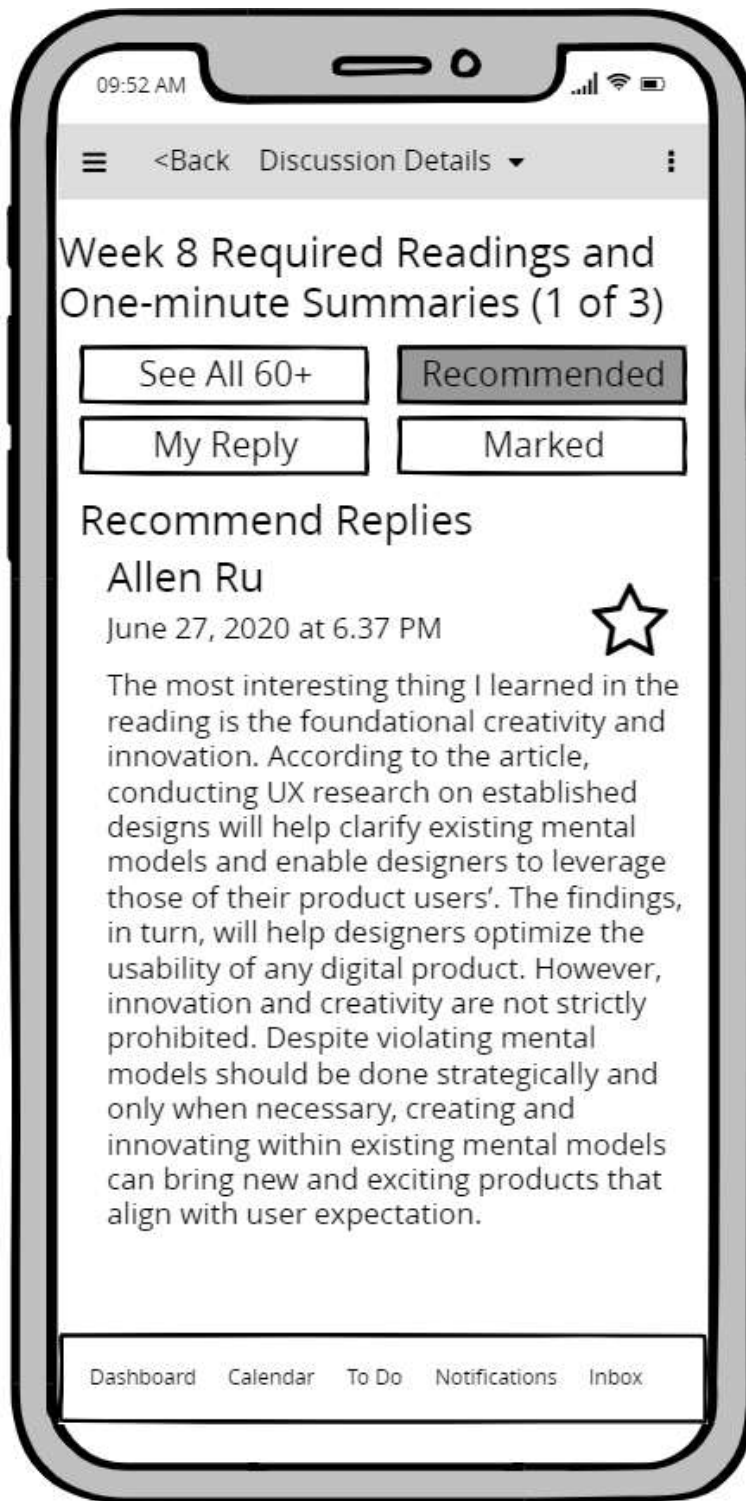 09:52 AM
<Back Discussion Details
Week 8 Required Readings and
One-minute Summaries (1 of 3)
See All 60+ Recommended
My Reply Marked
Recommend Replies
Allen Ru
June 27, 2020 at 6.37 PM
The most interesting thing I learned in the
reading is the foundational creativity and
innovation. According to the article,
conducting UX research on established
designs will help clarify existing mental
models and enable designers to leverage
those of their product users’. The findings,
in turn, will help designers optimize the
usability of any digital product. However,
innovation and creativity are not strictly
prohibited. Despite violating mental
models should be done strategically and
only when necessary, creating and
innovating within existing mental models
can bring new and exciting products that
align with user expectation.
Dashboard Calendar To Do Notifications Inbox